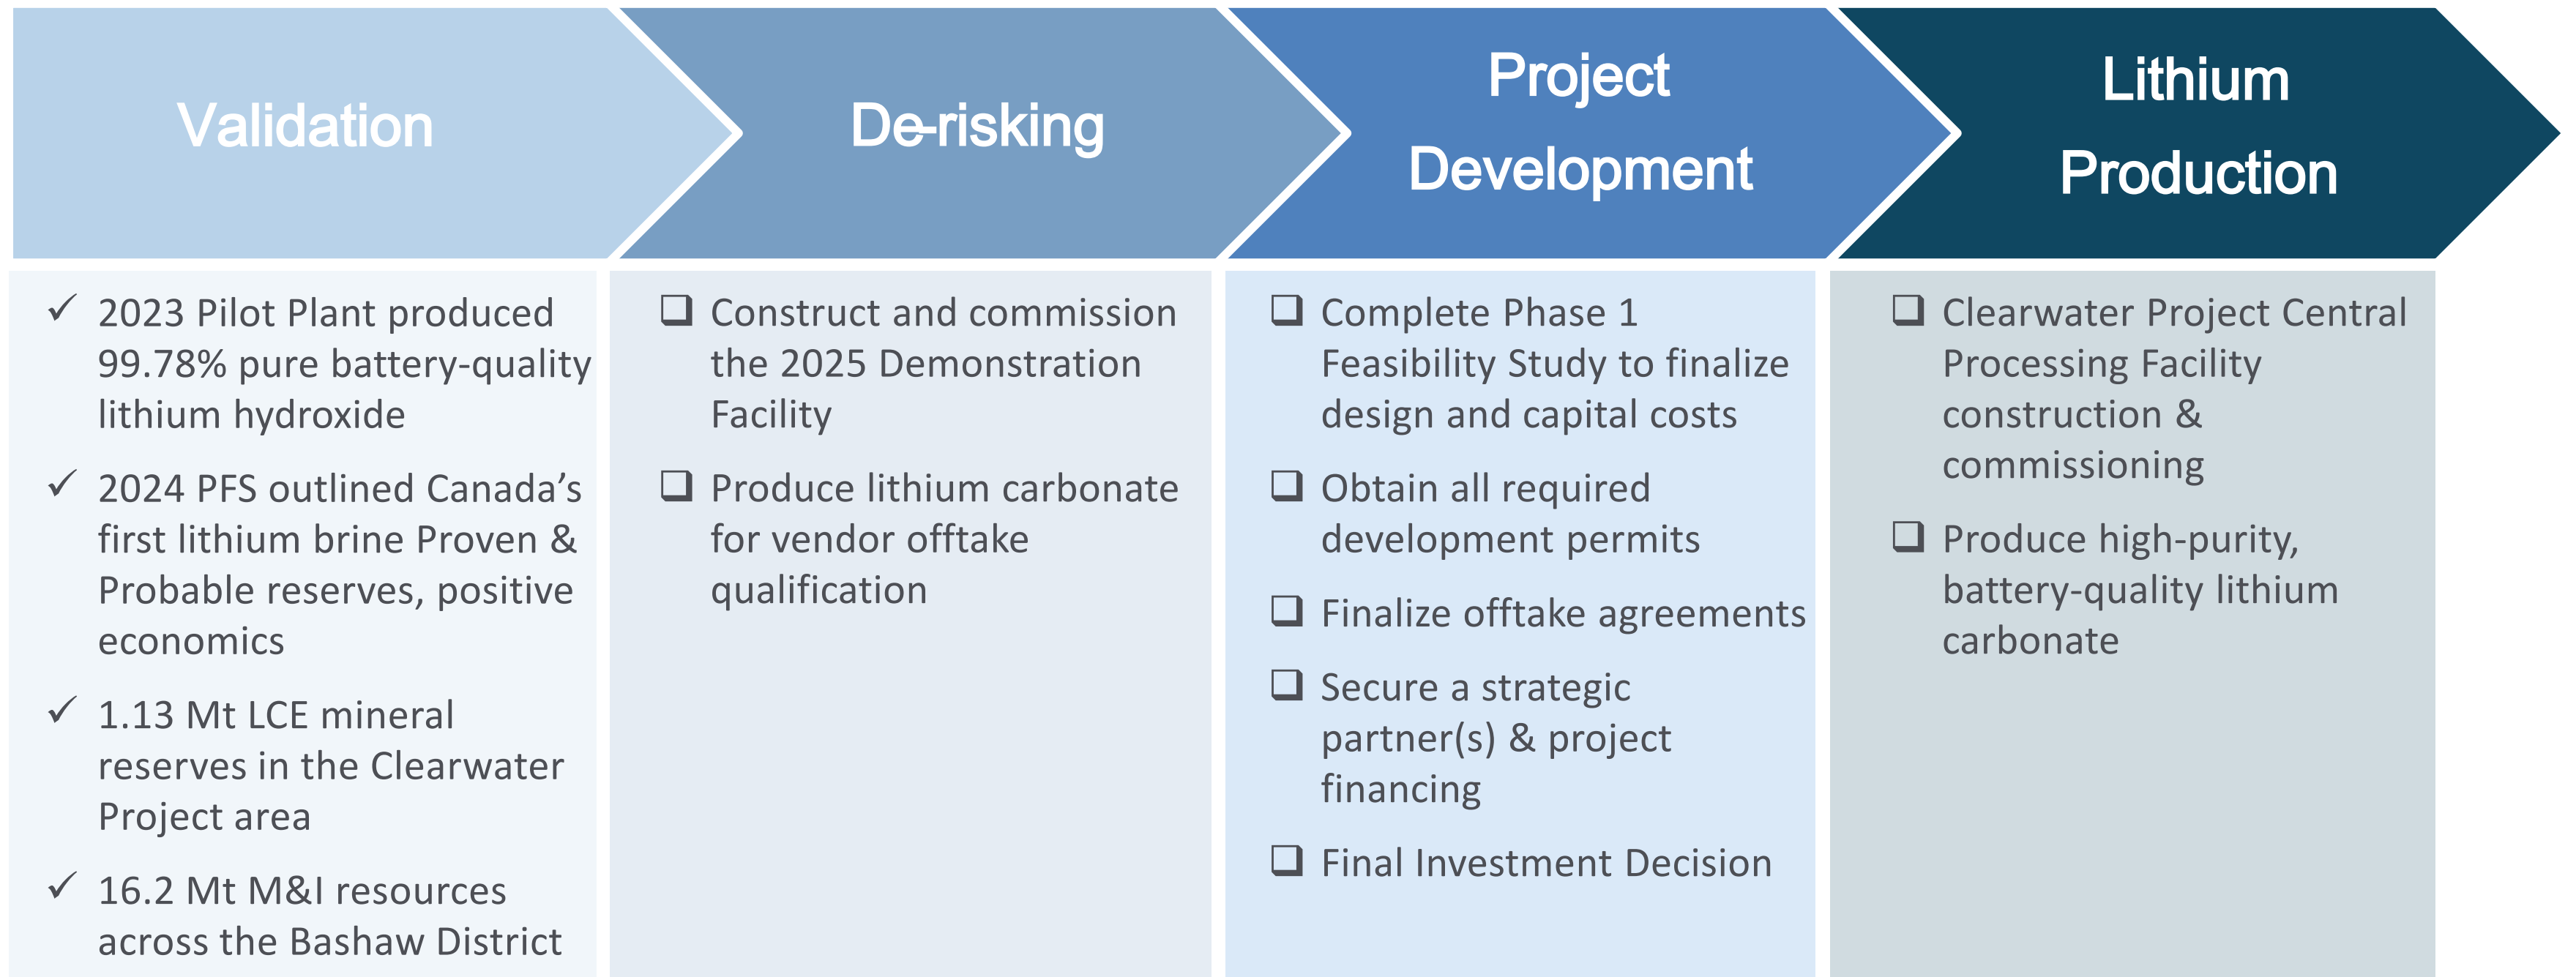 Validation
2023 Pilot Plant produced
99.78% pure battery-quality
lithium hydroxide
2024 PFS outlined Canada’s
first lithium brine Proven &
Probable reserves, positive
economics
1.13 Mt LCE mineral
reserves in the Clearwater
Project area
16.2 Mt M&I resources
across the Bashaw District
De-risking
Construct and commission
the 2025 Demonstration
Facility
Produce lithium carbonate
for vendor offtake
qualification
Project
Development
Complete Phase 1
Feasibility Study to finalize
design and capital costs
Obtain all required
development permits
Finalize offtake agreements
Secure a strategic
partner(s) & project
financing
Final Investment Decision
Lithium
Production
Clearwater Project Central
Processing Facility
construction &
commissioning
Produce high-purity,
battery-quality lithium
carbonate